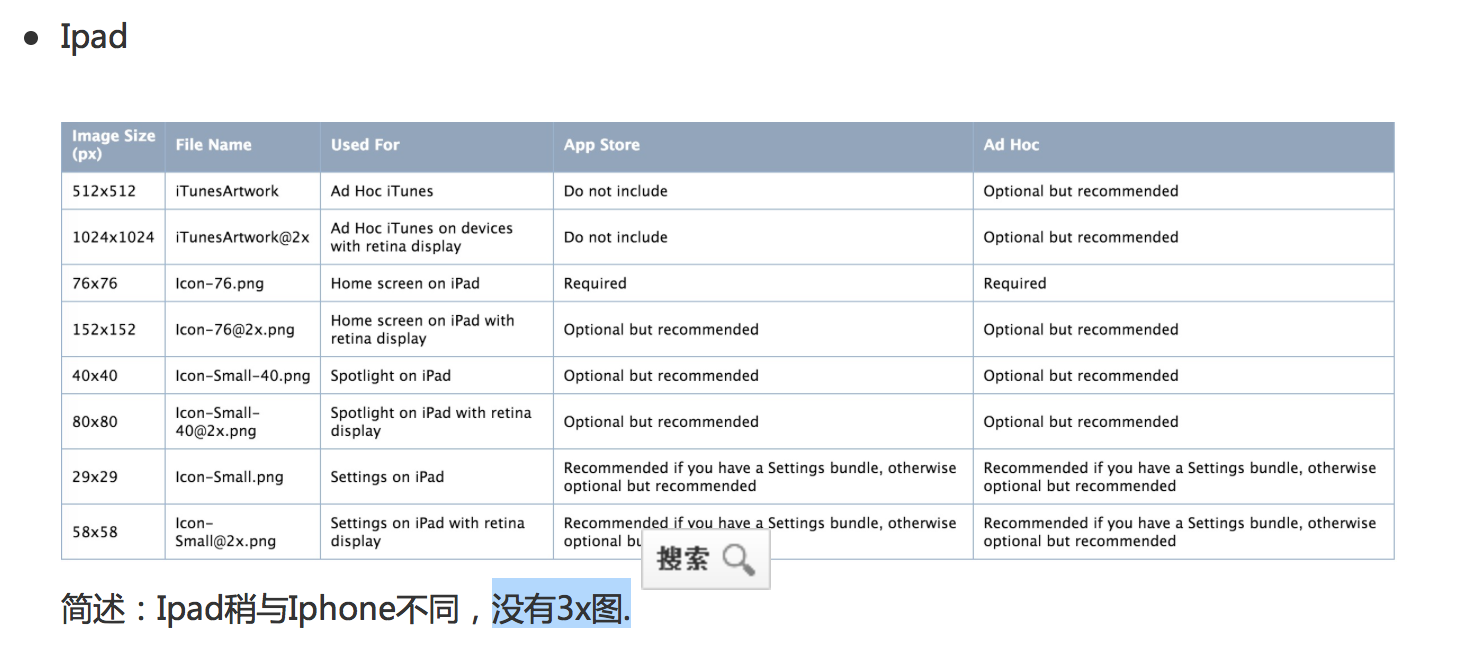 Ipad
Image Size (px) File Name Used For App Store Ad Hoc
512x512 iTunesArtwork Ad Hoc iTunes Do not include Optional but recommended
1024x1024 iTunesArtwork@2x Ad Hoc iTunes on devices with retina display Do not include Optional but recommended
76x76 Icon-76.png Home screen on iPad Required Required
152x152 Icon-76@2x.png Home screen on iPad with retina display Optional but recommended Optional but recommended
40x40 Icon-Small-40.png Spotlight on iPad Optional but recommended Optional but recommended
80x80 Icon-Small-40@2x.png Spotlight on iPad with retina display Optional but recommended Optional but recommended
29x29 Icon-Small.png Settings on iPad Recommended if you have a Settings bundle, otherwise optional but recommended Recommended if you have a Settings bundle, otherwise optional but recommended
58x58 Icon-Small@2x.png Settings on iPad with retina display Recommended if you have a Settings bundle, otherwise optional Recommended if you have a Settings bundle, otherwise optional but recommended
搜索
简述：Ipad稍与Iphone不同，没有3x图.